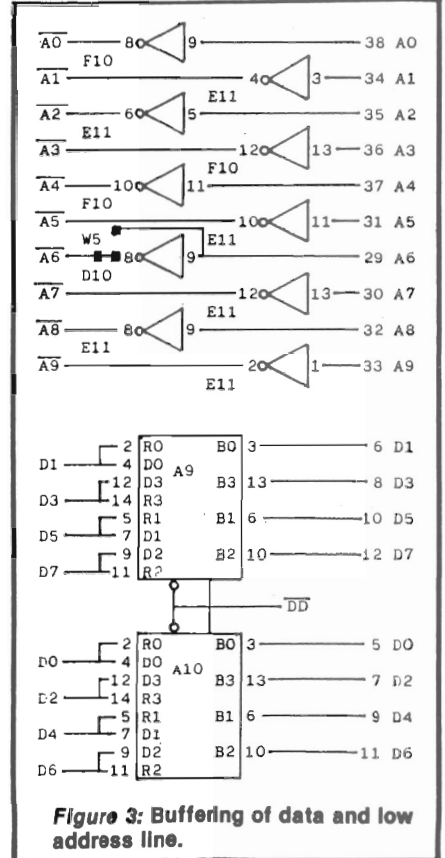 A0 8 9 38 A0
F10
A1 4 3 34 A1
E11
A2 6 5 35 A2
E11
A3 12 13 36 A3
F10
A4 10 11 37 A4
F10
A5 10 11 31 A5
W5 E11
A6 8 9 29 A6
D10
A7 12 13 30 A7
E11
A8 8 9 32 A8
E11
A9 2 1 33 A9
E11
2 R0 B0 3 6 D1
D1 4 D0 A9
12 D3 B3 13 8 D3
D3 14 R3
5 R1 B1 6 10 D5
D5 7 D1
9 D2 B2 10 12 D7
D7 11 R2
DD
2 R0 B0 3 5 D0
D0 4 D0 A10
12 D3 B3 13 7 D2
D2 14 R3
5 R1 B1 6 9 D4
D4 7 D1
9 D2 B2 10 11 D6
D6 11 R2
Figure 3: Buffering of data and low
address line.